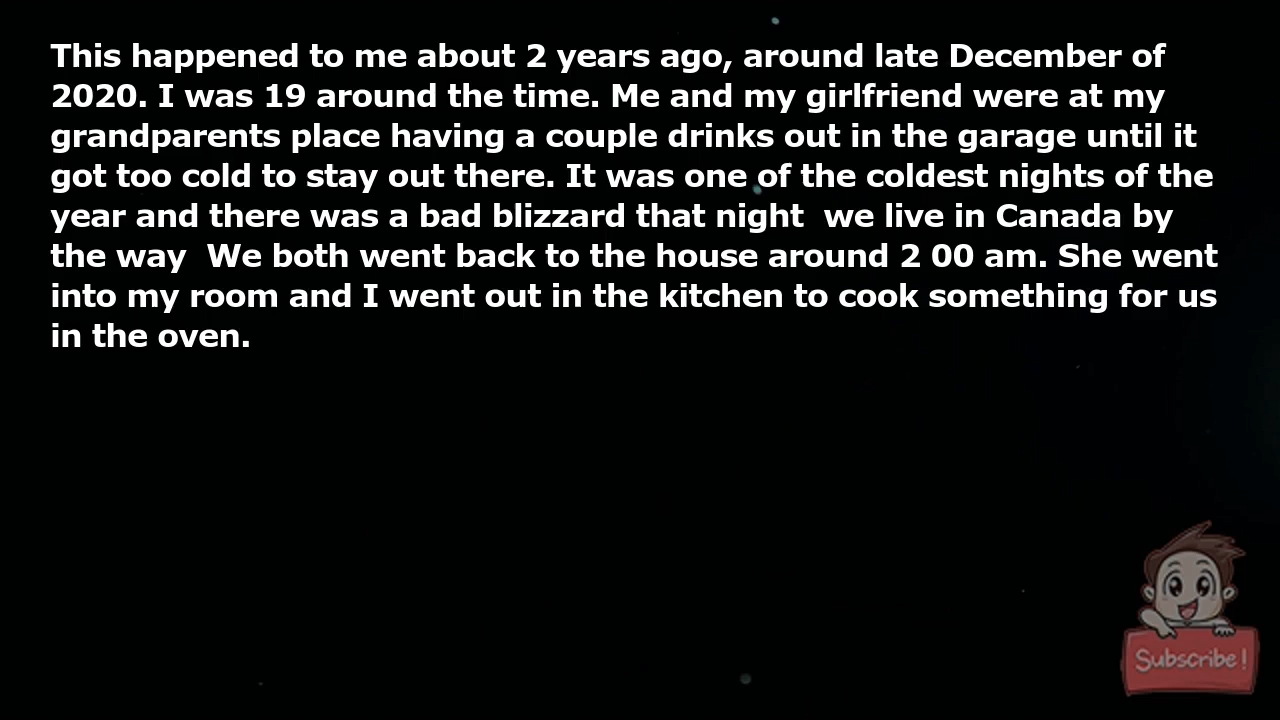 This happened to me about 2 years ago, around late December of
2020. I was 19 around the time. Me and my girlfriend were at my
grandparents place having a couple drinks out in the garage until it
got too cold to stay out there. It was one of the coldest nights of the
year and there was a bad blizzard that night  we live in Canada by
the way  We both went back to the house around 2 00 am. She went
into my room and I went out in the kitchen to cook something for us
in the oven.
Subscribe!